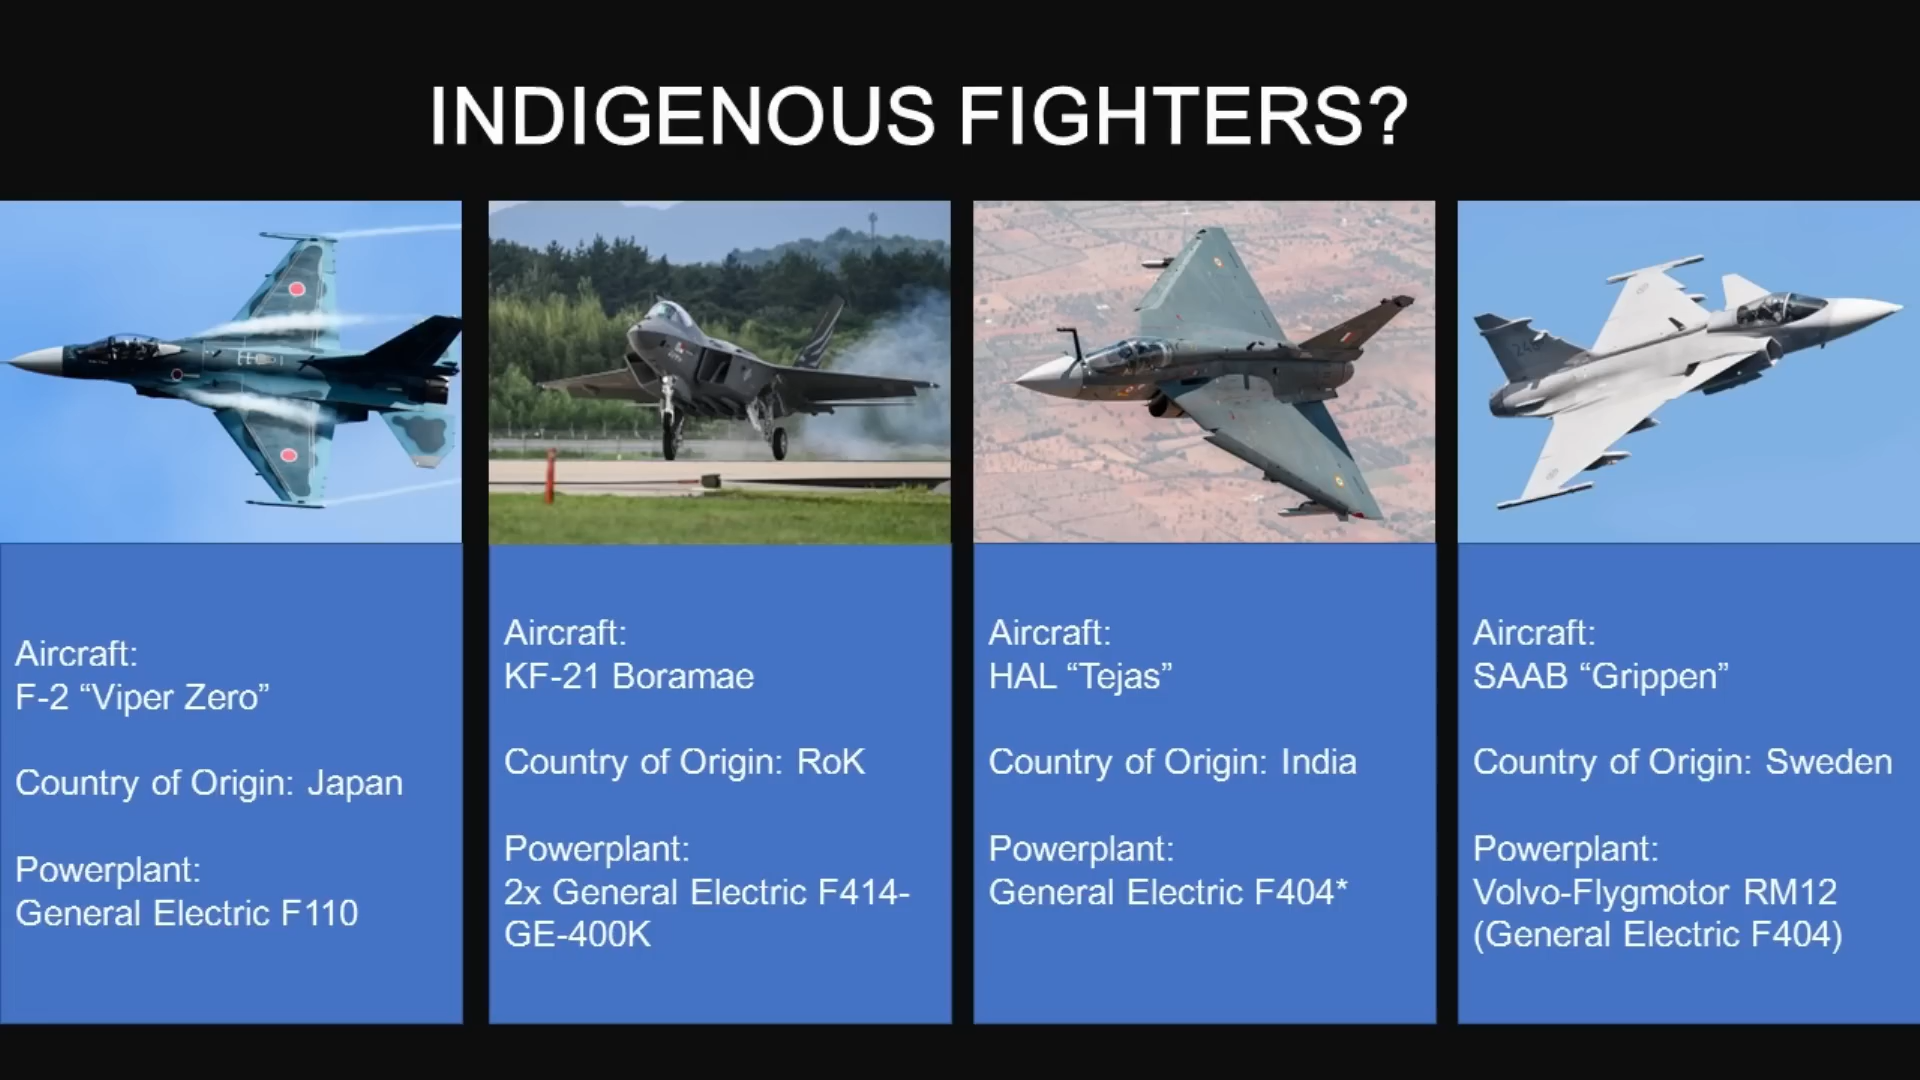 INDIGENOUS FIGHTERS?
Aircraft:
F-2 “Viper Zero”
Country of Origin: Japan
Powerplant:
General Electric F110
Aircraft:
KF-21 Boramae
Country of Origin: RoK
Powerplant:
2x General Electric F414-
GE-400K
Aircraft:
HAL “Tejas”
Country of Origin: India
Powerplant:
General Electric F404*
Aircraft:
SAAB “Grippen”
Country of Origin: Sweden
Powerplant:
Volvo-Flygmotor RM12
(General Electric F404)